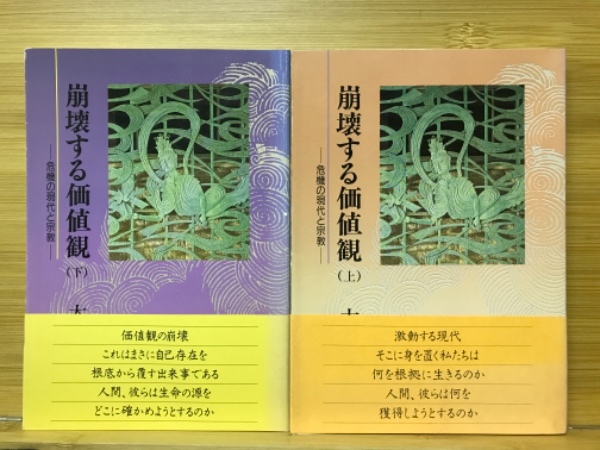 崩壊する価値観
(下)
―危機の現代と宗教―
価値観の崩壊
これはまさに自己存在を
根底から覆す出来事である
人間、彼らは生命の源を
どこに確かめようとするのか
崩壊する価値観
(上)
―危機の現代と宗教―
激動する現代
そこに身を置く私たちは
何を根拠に生きるのか
人間、彼らは何を
獲得しようとするのか